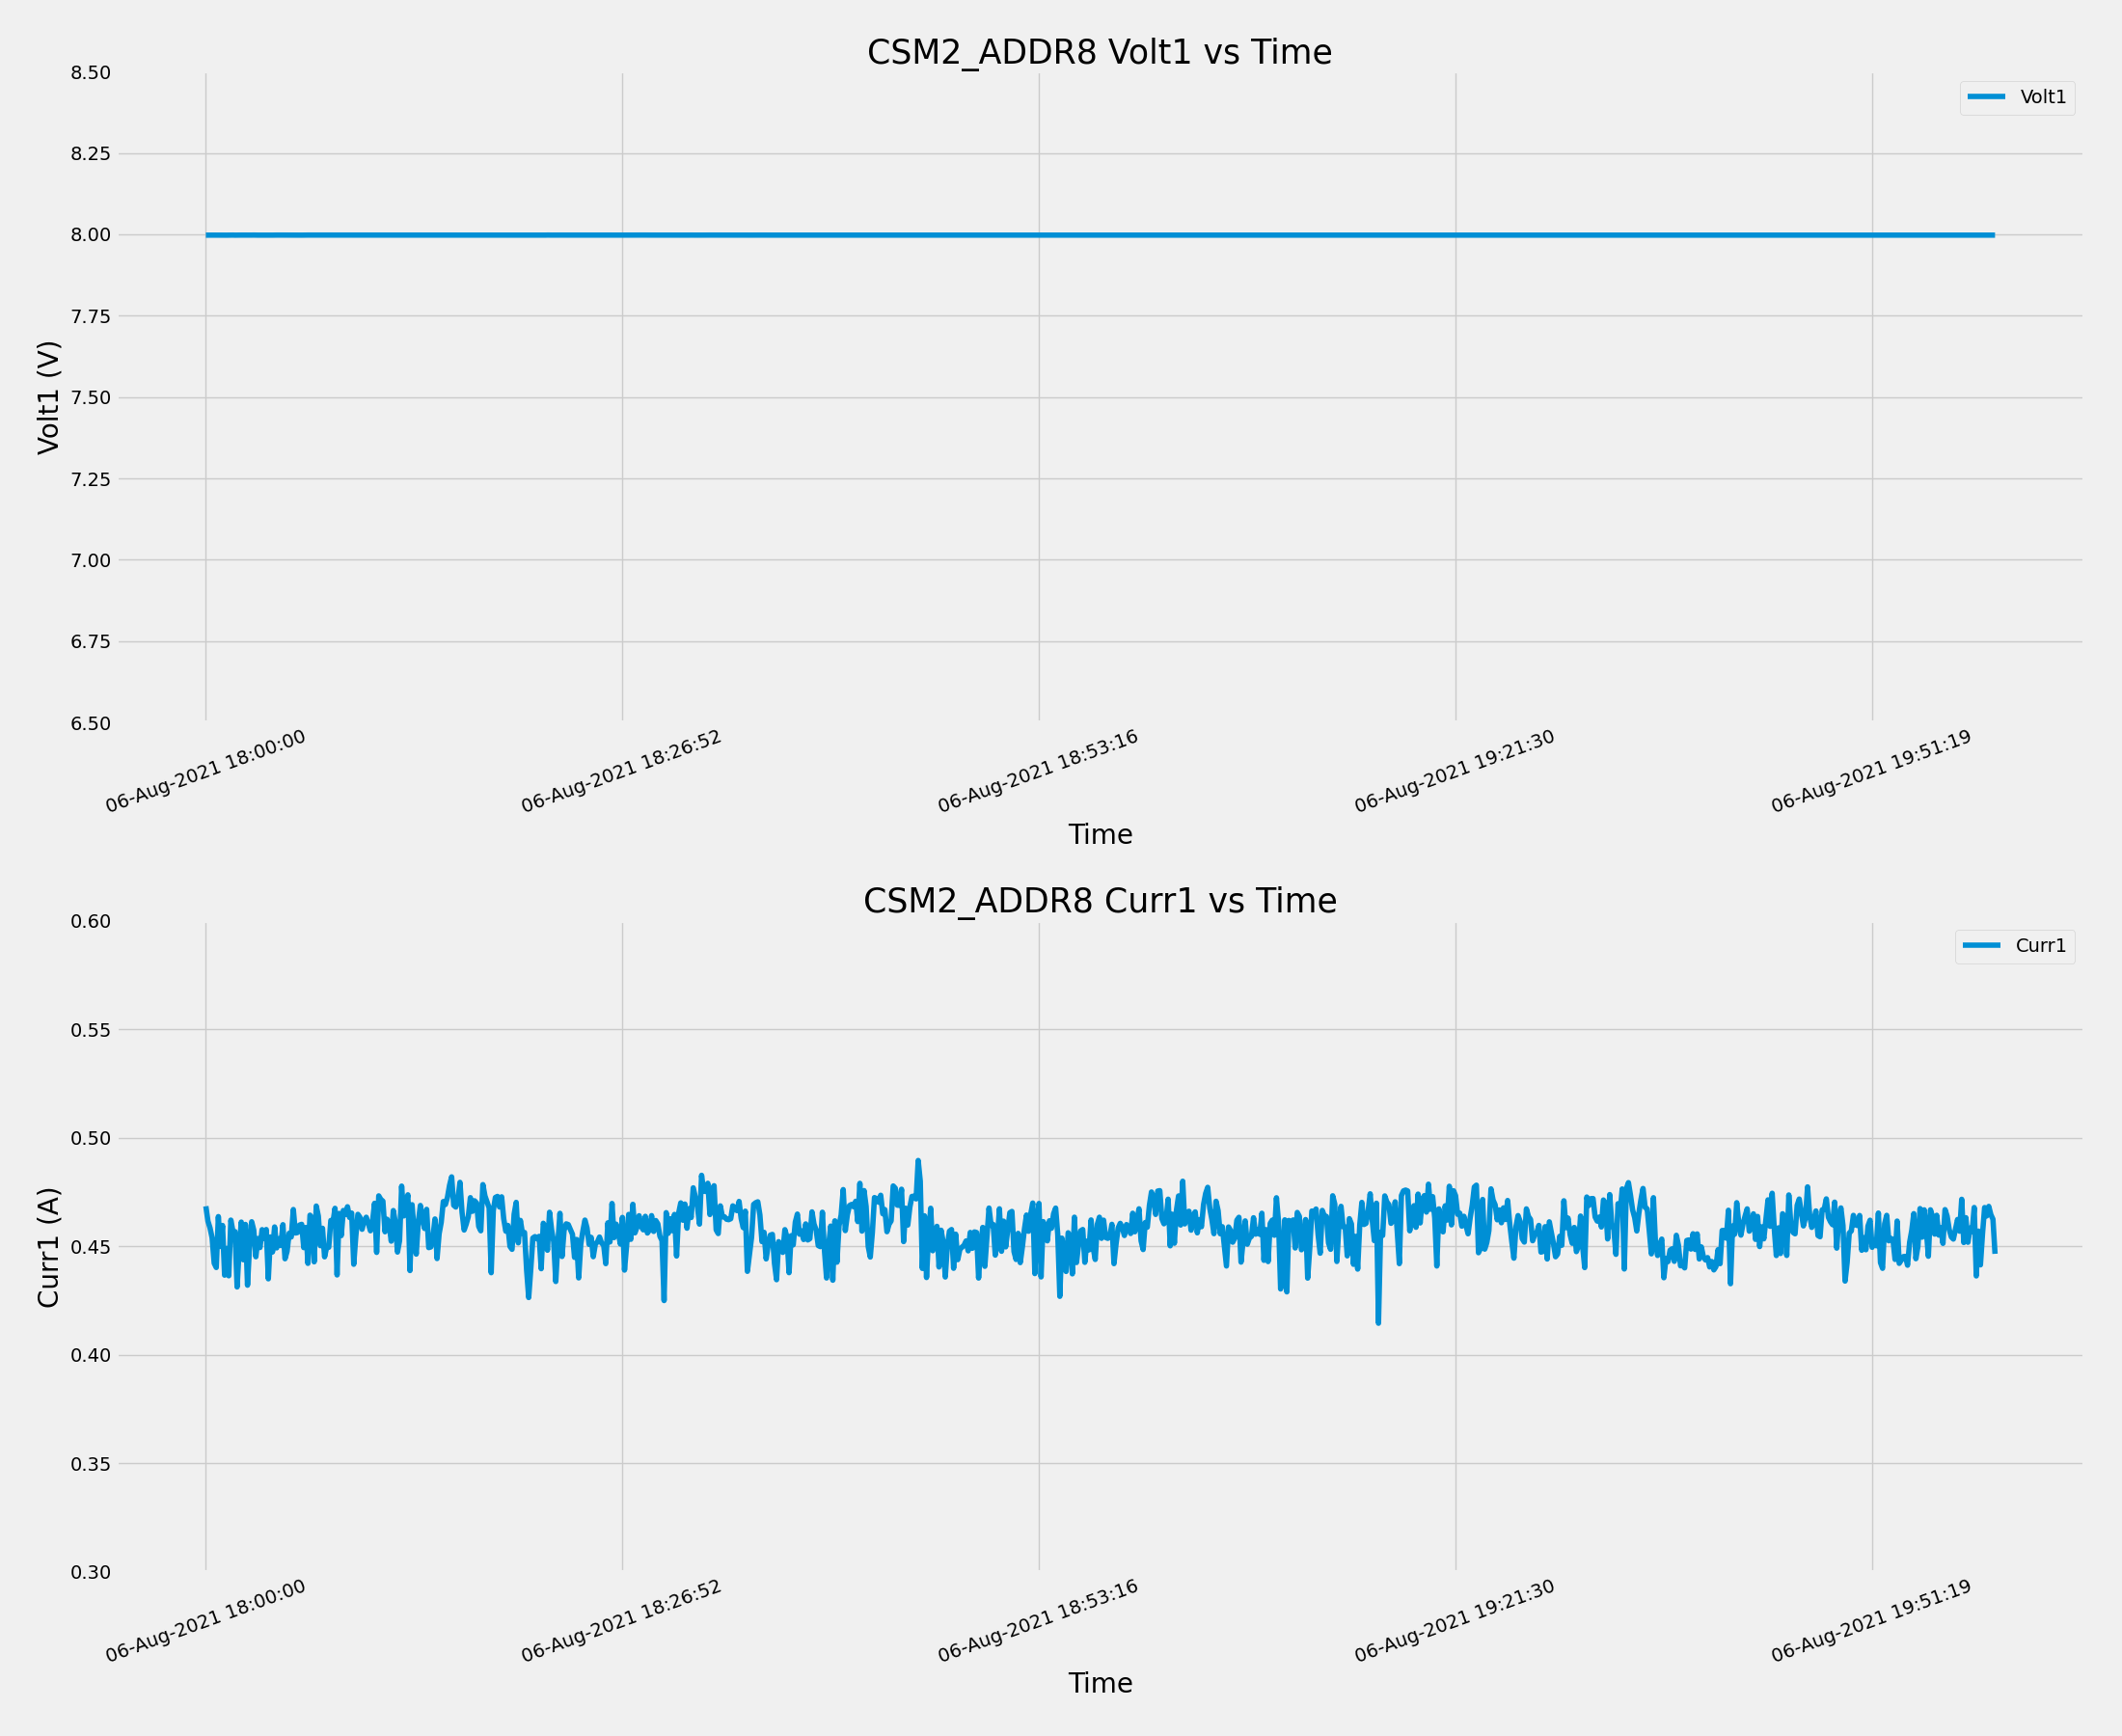 CSM2_ADDR8 Volt1 vs Time
8.50
8.25
8.00
7.75
7.50
7.25
7.00
6.75
6.50
Volt1 (V)
Volt1
06-Aug-2021 18:00:00
06-Aug-2021 18:26:52
06-Aug-2021 18:53:16
06-Aug-2021 19:21:30
06-Aug-2021 19:51:19
Time
CSM2_ADDR8 Curr1 vs Time
0.60
0.55
0.50
0.45
0.40
0.35
0.30
Curr1 (A)
Curr1
06-Aug-2021 18:00:00
06-Aug-2021 18:26:52
06-Aug-2021 18:53:16
06-Aug-2021 19:21:30
06-Aug-2021 19:51:19
Time